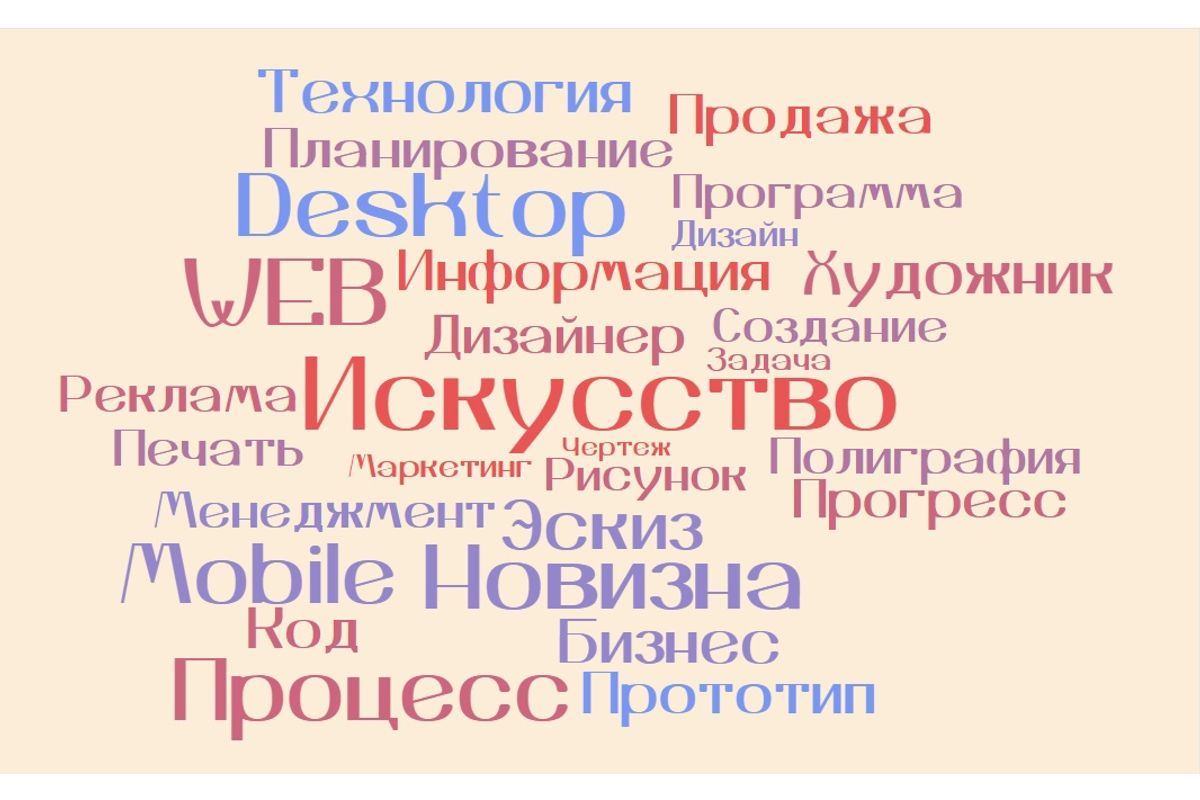 Технология
Продажа
Планирование
Desktop
Программа
Дизайн
WEB
Информация
Художник
Дизайнер
Создание
Задача
Реклама
Искусство
Печать
Чертеж
Маркетинг
Рисунок
Полиграфия
Прогресс
Менеджмент
Эскиз
Mobile
Новизна
Код
Бизнес
Процесс
Прототип